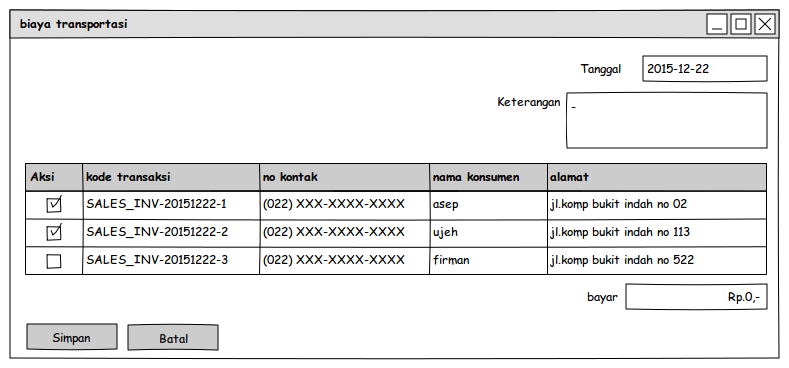 biaya transportasi
Tanggal 2015-12-22
Keterangan -
Aksi kode transaksi no kontak nama konsumen alamat
SALES_INV-20151222-1 (022) XXX-XXXX-XXXX asep jl.komp bukit indah no 02
SALES_INV-20151222-2 (022) XXX-XXXX-XXXX ujeh jl.komp bukit indah no 113
SALES_INV-20151222-3 (022) XXX-XXXX-XXXX firman jl.komp bukit indah no 522
bayar Rp.0,-
Simpan Batal